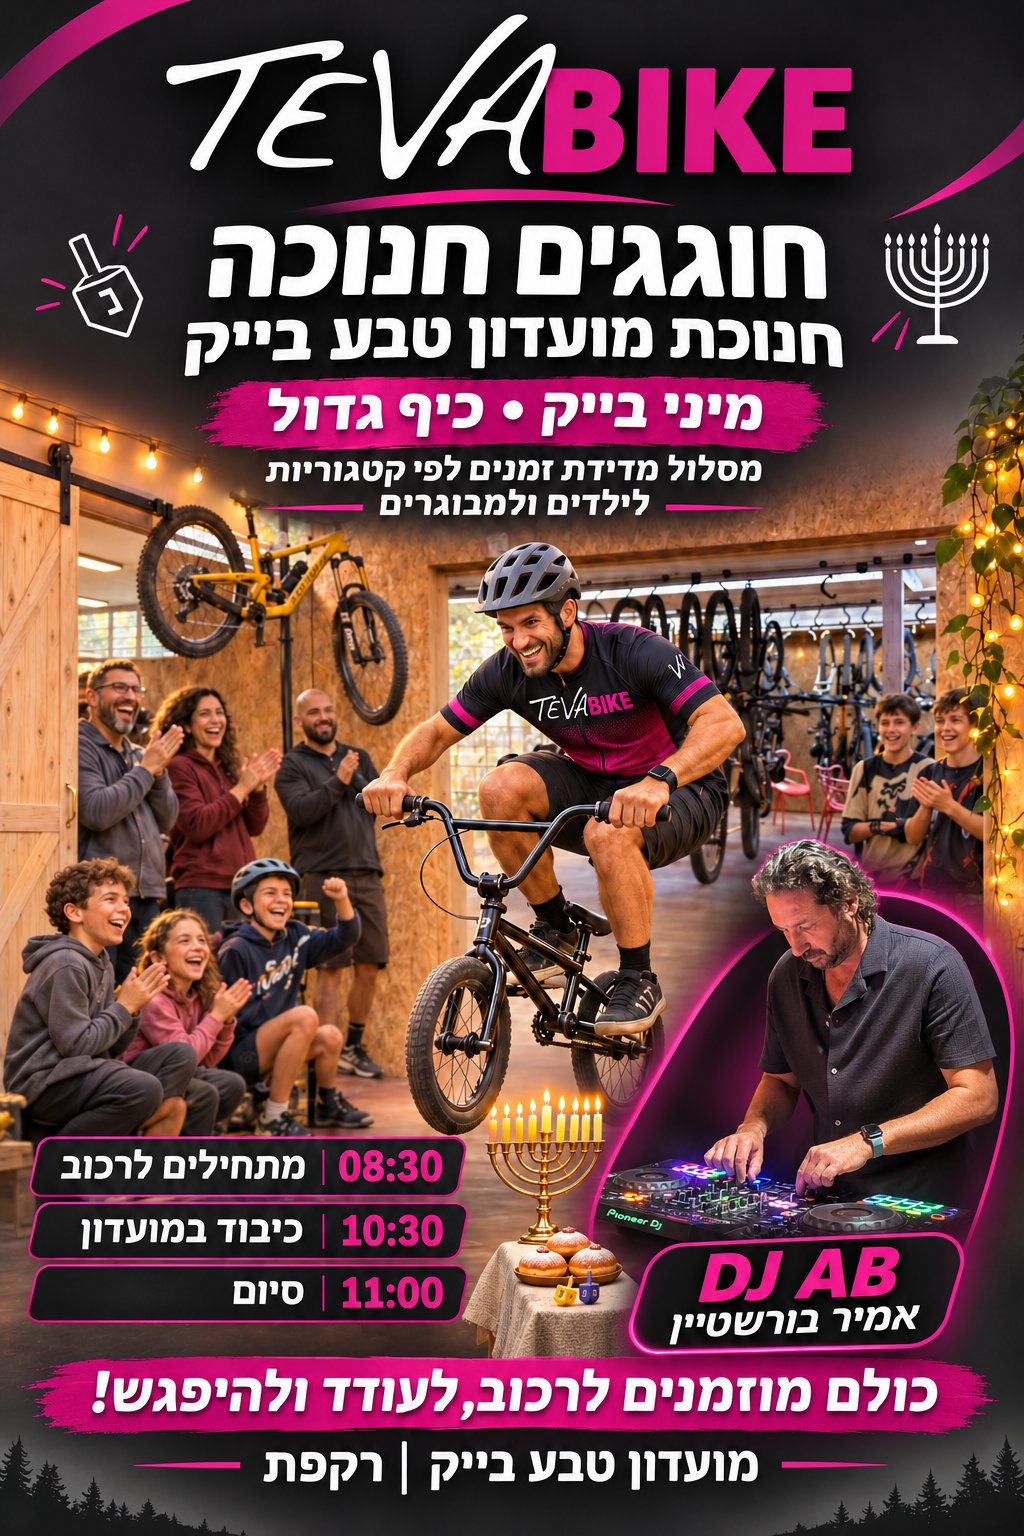 TEVABIKE
חוגגים חנוכה
חנוכת מועדון טבע בייק
מיני בייק • כיף גדול
מסלול מדידת זמנים לפי קטגוריות
לילדים ולמבוגרים
נ
TEVABIKE
Pioneer DJ
08:30 | מתחילים לרכוב
10:30 | כיבוד במועדון
11:00 | סיום
DJ AB
אמיר בורשטיין
כולם מוזמנים לרכוב,לעודד ולהיפגש!
מועדון טבע בייק | רקפת